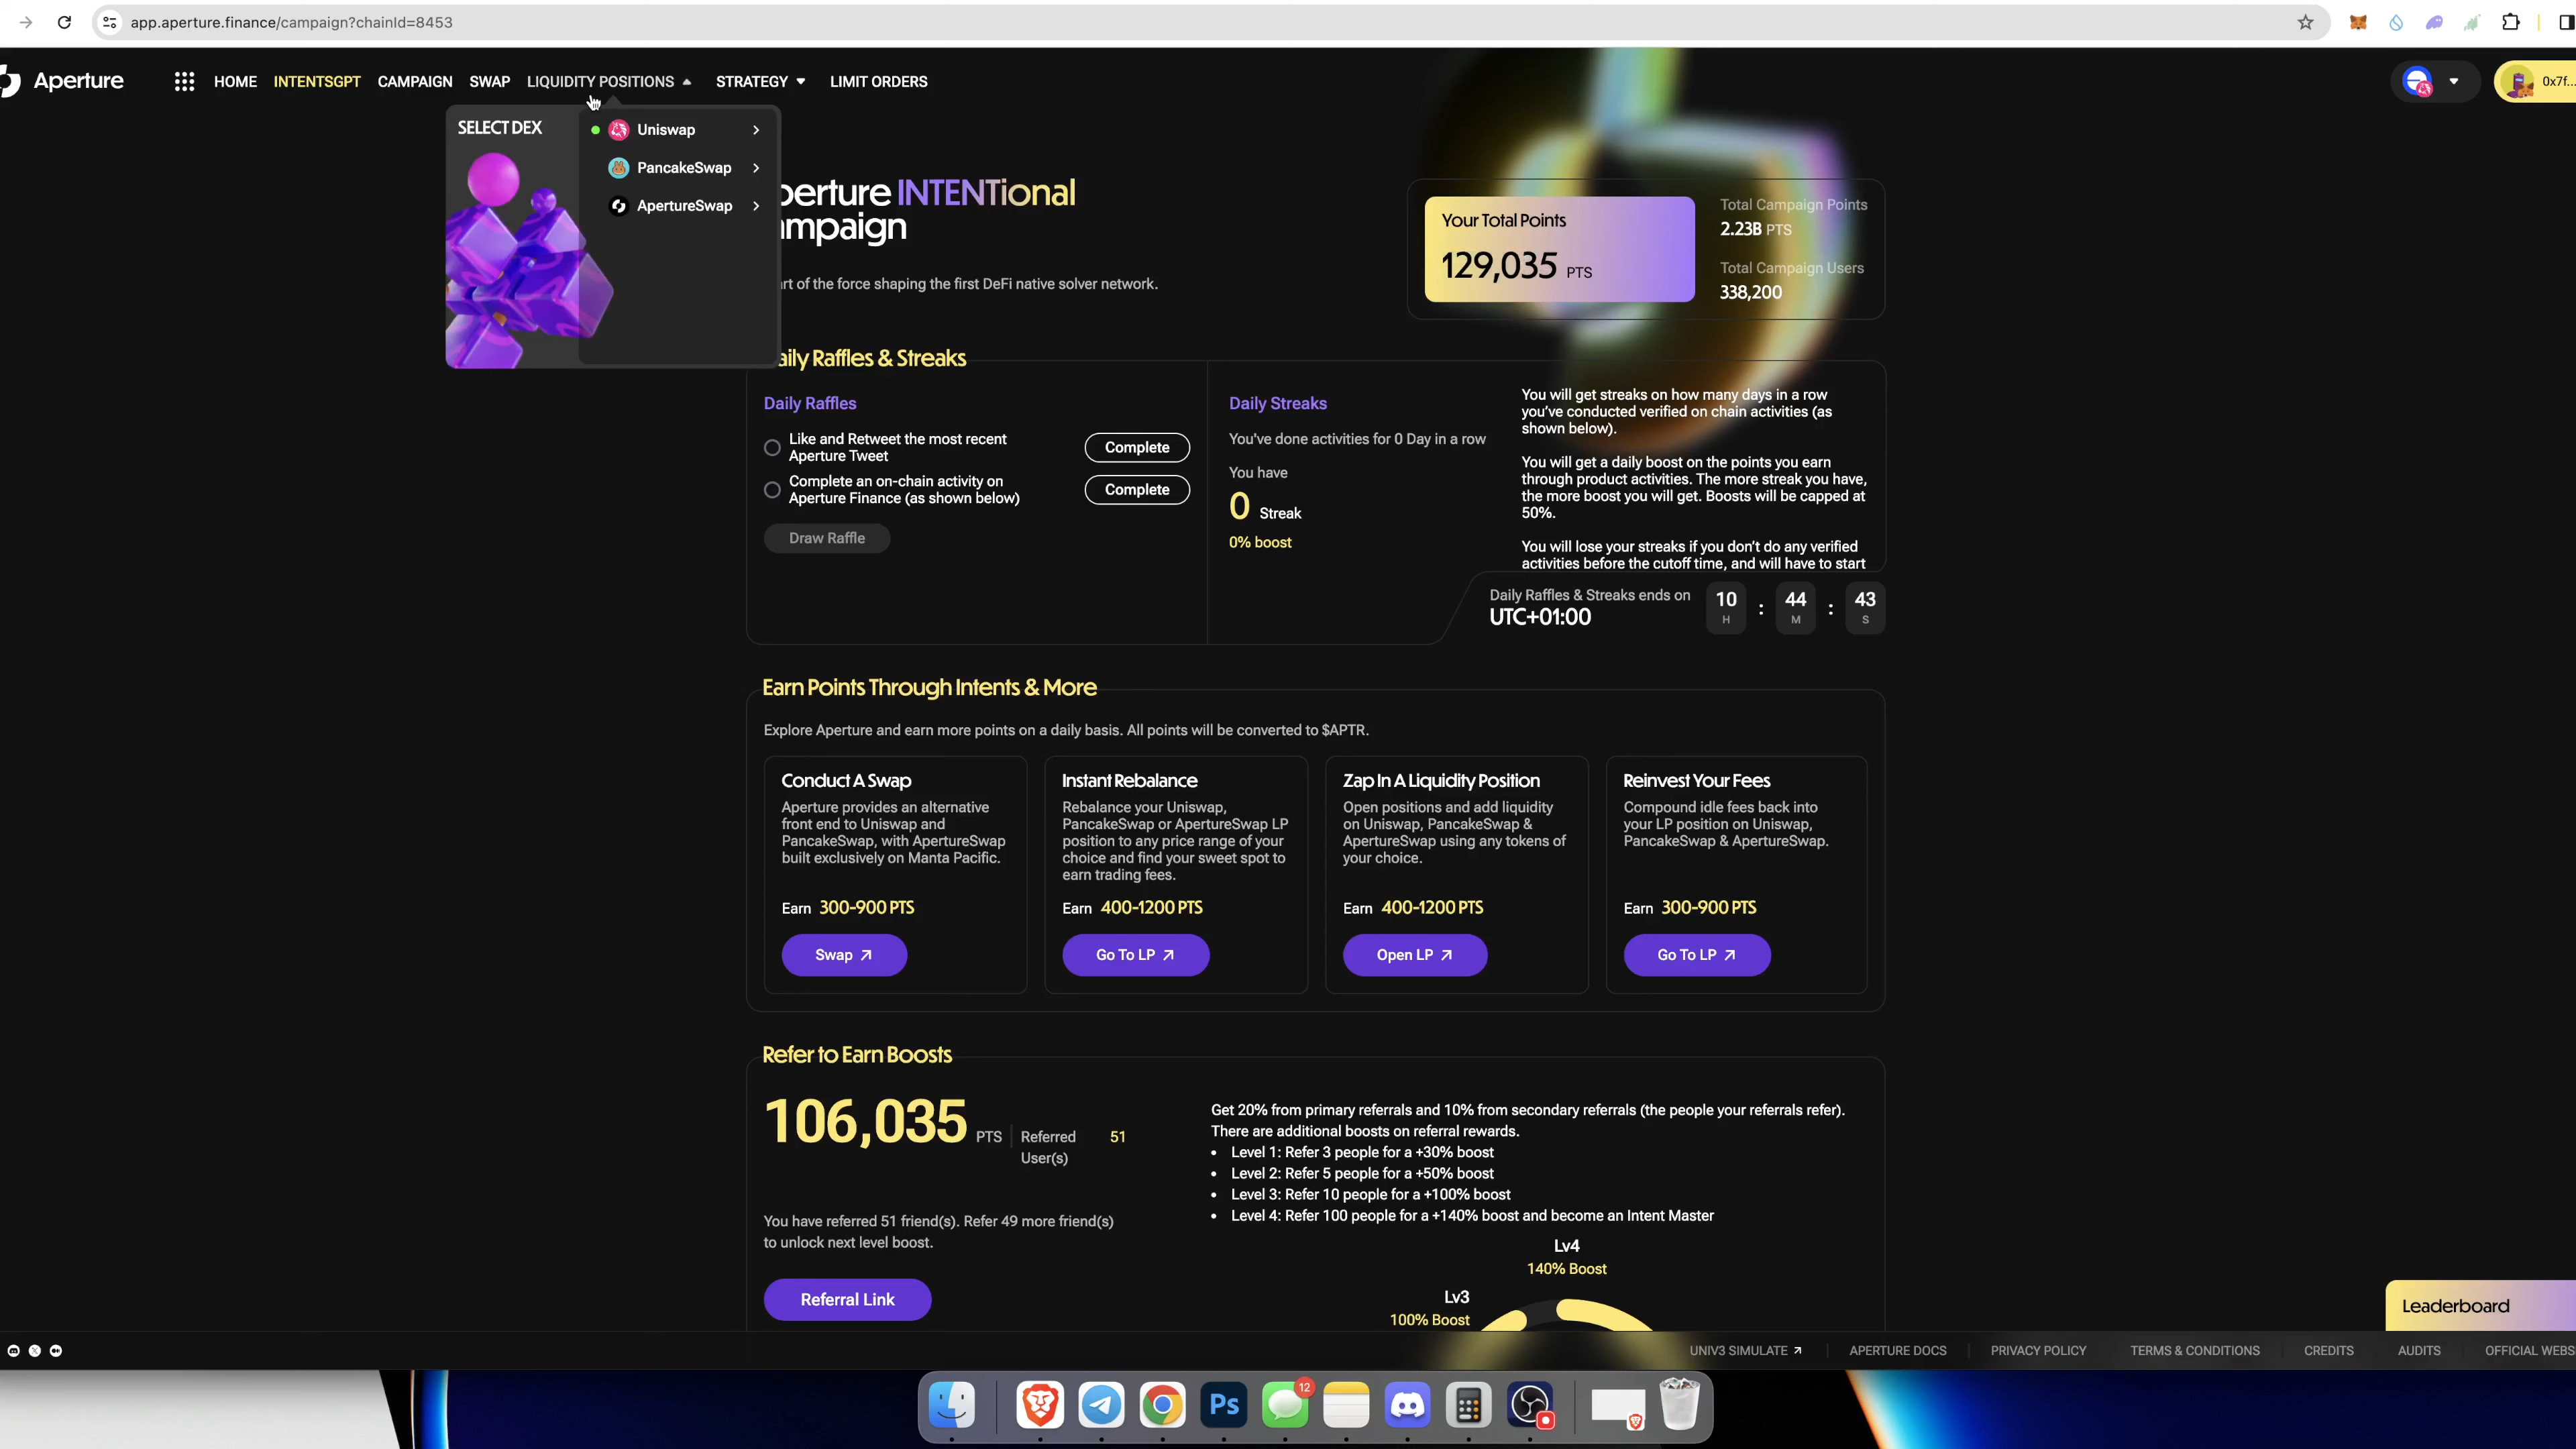 app.aperture.finance/campaign?chainId=8453
Aperture
HOME
INTENTSGPT
CAMPAIGN
SWAP
LIQUIDITY POSITIONS
STRATEGY
LIMIT ORDERS
0x7f...
SELECT DEX
Uniswap
PancakeSwap
ApertureSwap
perture INTENTional
mpaign
rt of the force shaping the first DeFi native solver network.
Your Total Points
129,035 PTS
Total Campaign Points
2.23B PTS
Total Campaign Users
338,200
aily Raffles & Streaks
Daily Raffles
Like and Retweet the most recent
Aperture Tweet
Complete
Complete an on-chain activity on
Aperture Finance (as shown below)
Complete
Draw Raffle
Daily Streaks
You've done activities for 0 Day in a row
You have
0 Streak
0% boost
You will get streaks on how many days in a row
you've conducted verified on chain activities (as
shown below).
You will get a daily boost on the points you earn
through product activities. The more streak you have,
the more boost you will get. Boosts will be capped at
50%.
You will lose your streaks if you don't do any verified
activities before the cutoff time, and will have to start
Daily Raffles & Streaks ends on
UTC+01:00
10 : 44 : 43
H M S
Earn Points Through Intents & More
Explore Aperture and earn more points on a daily basis. All points will be converted to $APTR.
Conduct A Swap
Aperture provides an alternative
front end to Uniswap and
PancakeSwap, with ApertureSwap
built exclusively on Manta Pacific.
Earn 300-900 PTS
Swap
Instant Rebalance
Rebalance your Uniswap,
PancakeSwap or ApertureSwap LP
position to any price range of your
choice and find your sweet spot to
earn trading fees.
Earn 400-1200 PTS
Go To LP
Zap In A Liquidity Position
Open positions and add liquidity
on Uniswap, PancakeSwap &
ApertureSwap using any tokens of
your choice.
Earn 400-1200 PTS
Open LP
Reinvest Your Fees
Compound idle fees back into
your LP position on Uniswap,
PancakeSwap & ApertureSwap.
Earn 300-900 PTS
Go To LP
Refer to Earn Boosts
106,035 PTS
Referred
User(s)
51
You have referred 51 friend(s). Refer 49 more friend(s)
to unlock next level boost.
Referral Link
Get 20% from primary referrals and 10% from secondary referrals (the people your referrals refer).
There are additional boosts on referral rewards.
• Level 1: Refer 3 people for a +30% boost
• Level 2: Refer 5 people for a +50% boost
• Level 3: Refer 10 people for a +100% boost
• Level 4: Refer 100 people for a +140% boost and become an Intent Master
Lv4
140% Boost
Lv3
100% Boost
Leaderboard
UNIV3 SIMULATE
APERTURE DOCS
PRIVACY POLICY
TERMS & CONDITIONS
CREDITS
AUDITS
OFFICIAL WEBS
Ps
12